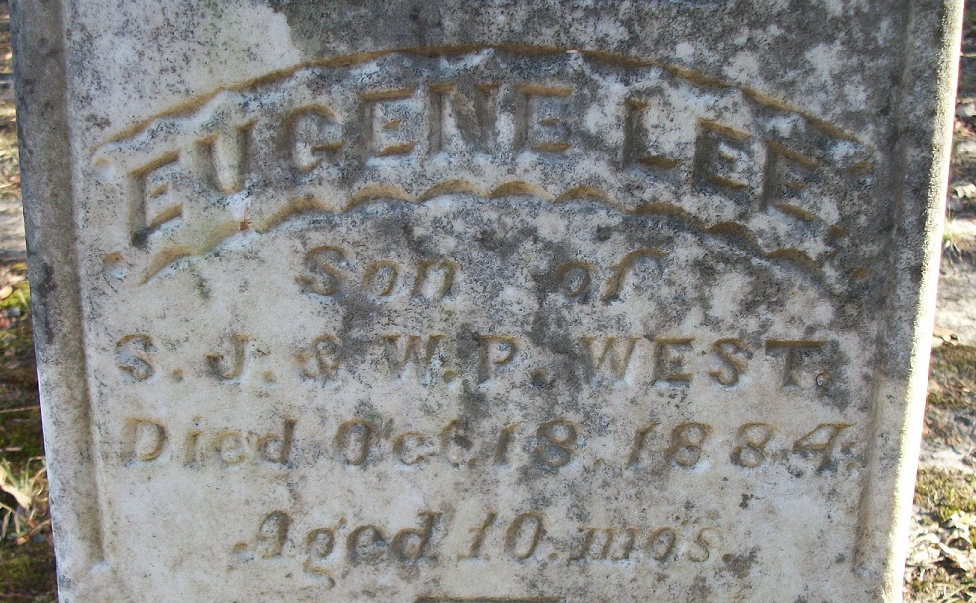 EUGENE LEE.
Son of
S. J. & W. P. WEST.
Died Oct. 18. 1884.
Aged 10. mos.